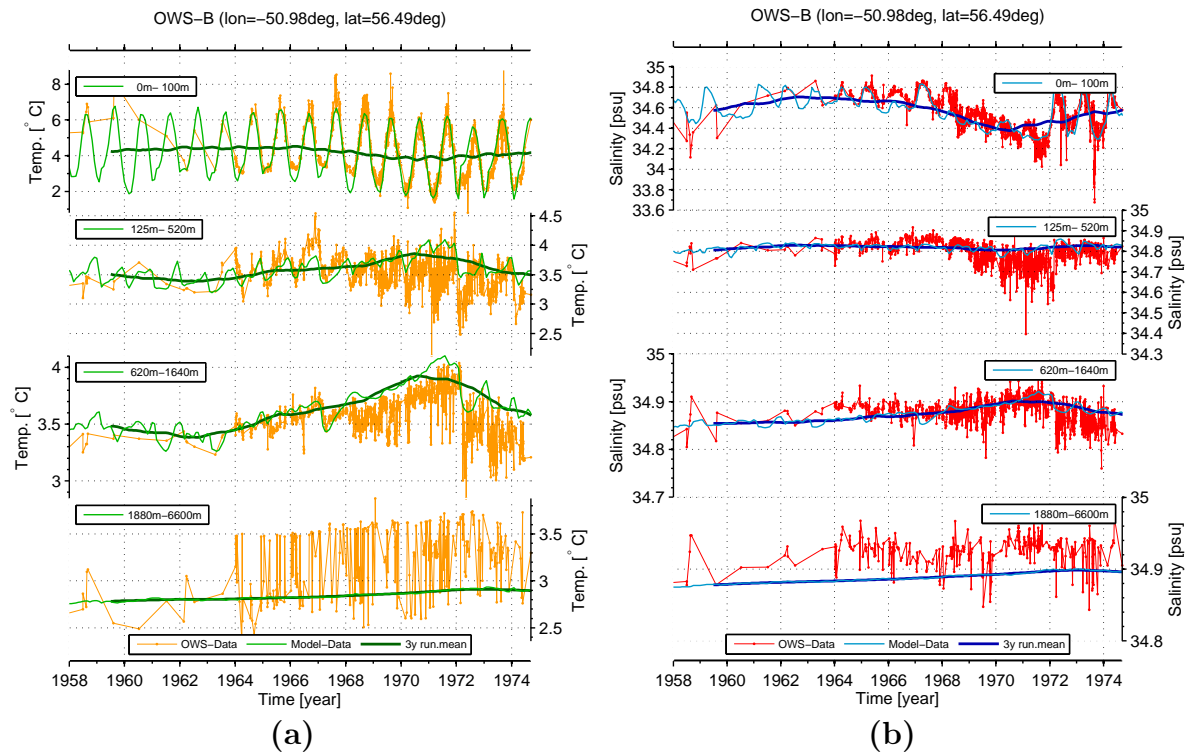 OWS−B (lon=−50.98deg, lat=56.49deg)
0m− 100m
Temp. [°C]
8
6
4
2
125m− 520m
Temp. [°C]
4.5
4
3.5
3
2.5
620m−1640m
Temp. [°C]
4
3.5
3
1880m−6600m
Temp. [°C]
3.5
3
2.5
OWS−Data Model−Data 3y run.mean
1958 1960 1962 1964 1966 1968 1970 1972 1974
Time [year]
(a)
OWS−B (lon=−50.98deg, lat=56.49deg)
0m− 100m
Salinity [psu]
35
34.8
34.6
34.4
34.2
34
33.8
33.6
125m− 520m
Salinity [psu]
35
34.9
34.8
34.7
34.6
34.5
34.4
34.3
620m−1640m
Salinity [psu]
35
34.9
34.8
34.7
1880m−6600m
Salinity [psu]
35
34.9
34.8
OWS−Data Model−Data 3y run.mean
1958 1960 1962 1964 1966 1968 1970 1972 1974
Time [year]
(b)